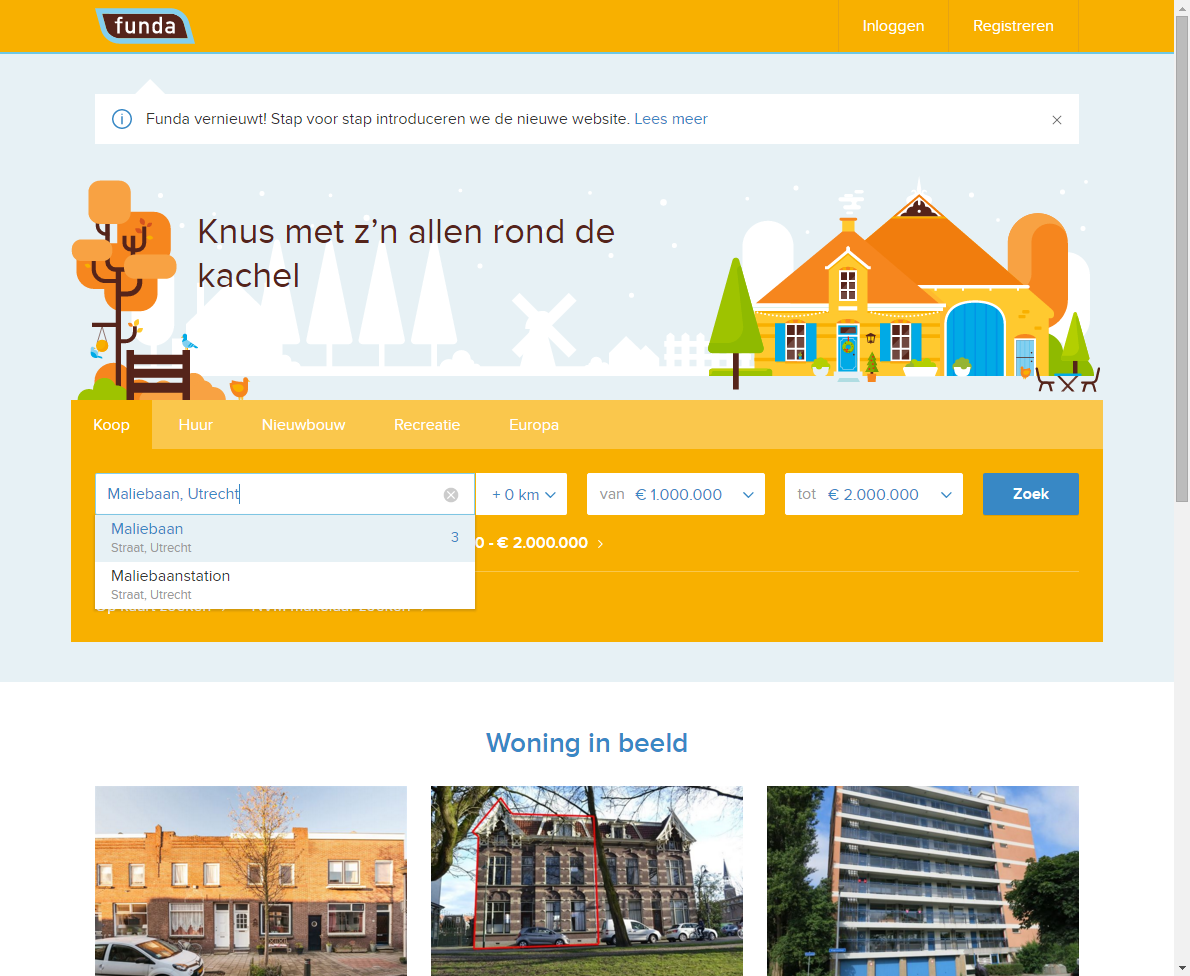 funda
Inloggen
Registreren
Funda vernieuwt! Stap voor stap introduceren we de nieuwe website. Lees meer
Knus met z’n allen rond de
kachel
Koop
Huur
Nieuwbouw
Recreatie
Europa
Maliebaan, Utrecht
+ 0 km
van € 1.000.000
tot € 2.000.000
Zoek
Maliebaan
Straat, Utrecht
3
0 - € 2.000.000
Maliebaanstation
Straat, Utrecht
Woning in beeld